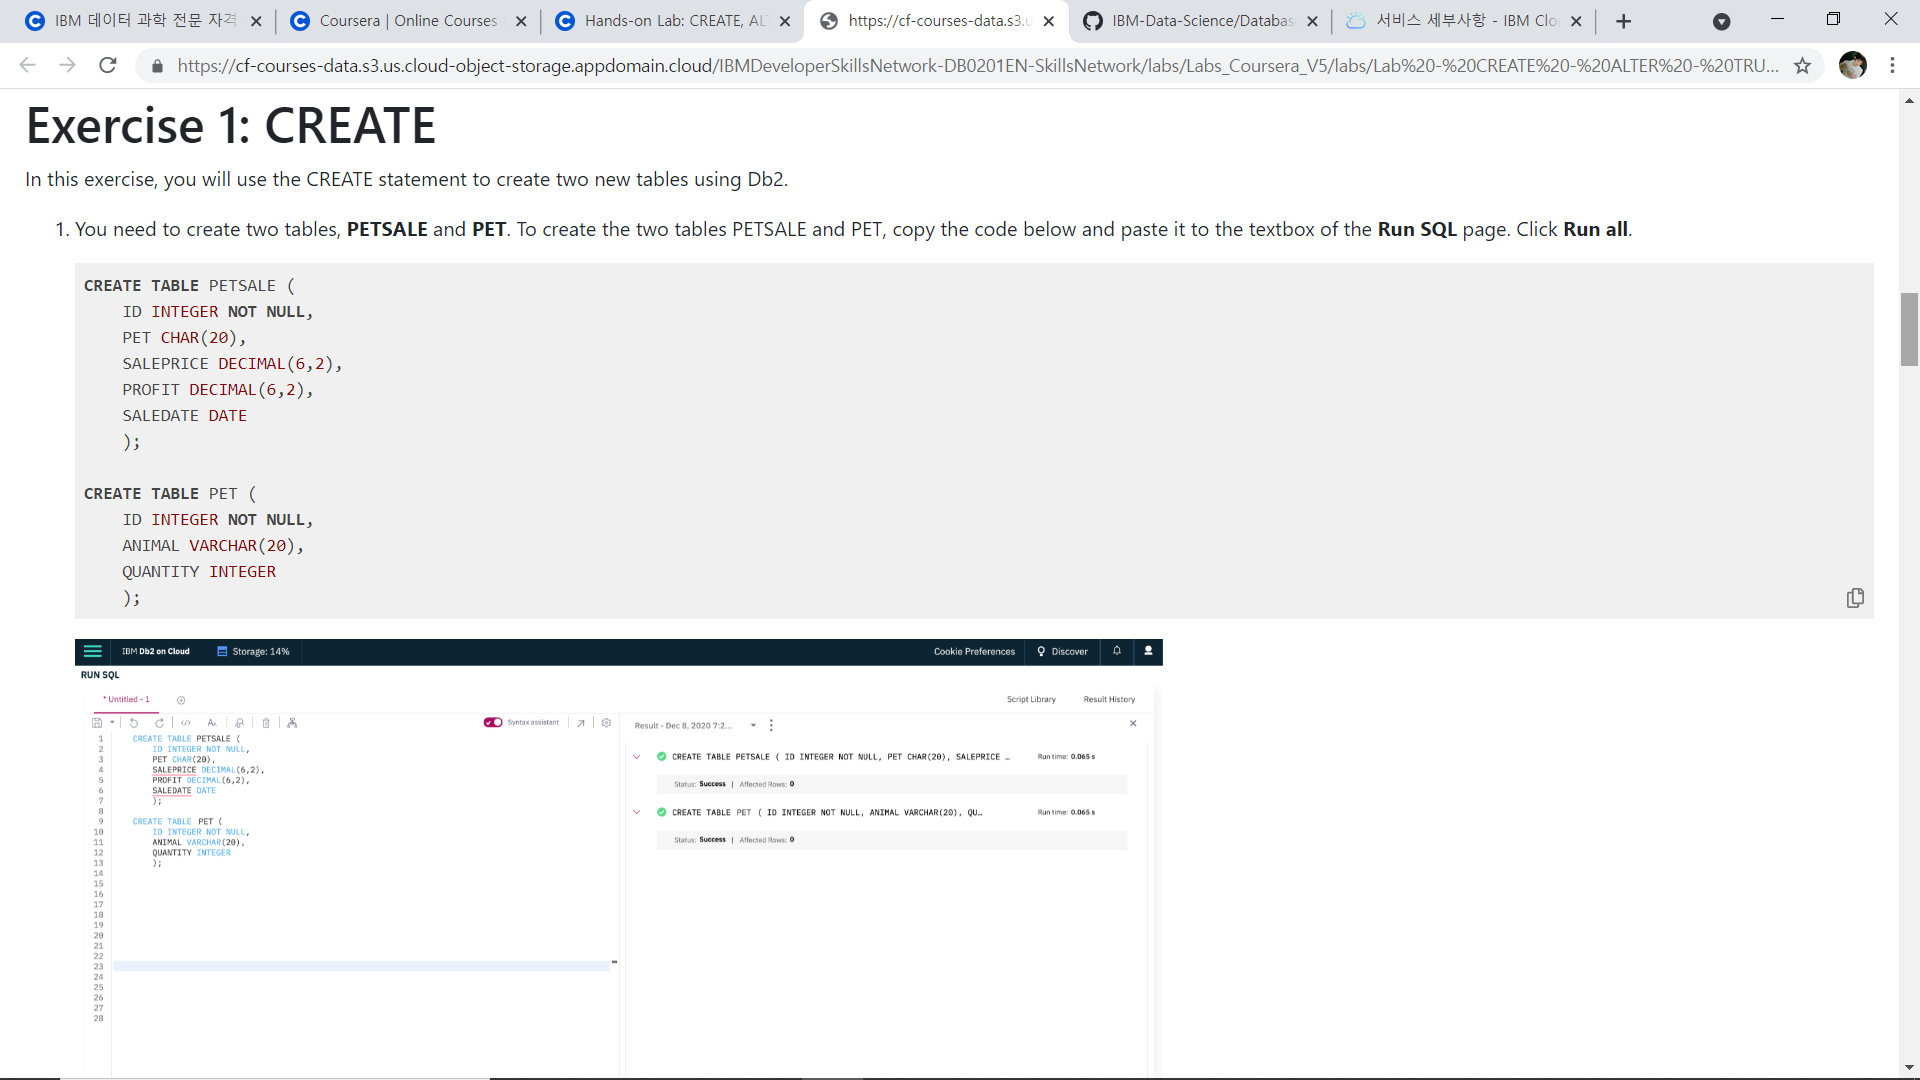 IBM 데이터 과학 전문 자격
Coursera | Online Courses
Hands-on Lab: CREATE, AL
https://cf-courses-data.s3.u
IBM-Data-Science/Databas
서비스 세부사항 - IBM Clo
https://cf-courses-data.s3.us.cloud-object-storage.appdomain.cloud/IBMDeveloperSkillsNetwork-DB0201EN-SkillsNetwork/labs/Labs_Coursera_V5/labs/Lab%20-%20CREATE%20-%20ALTER%20-%20TRU...
Exercise 1: CREATE
In this exercise, you will use the CREATE statement to create two new tables using Db2.
1. You need to create two tables, PETSALE and PET. To create the two tables PETSALE and PET, copy the code below and paste it to the textbox of the Run SQL page. Click Run all.
CREATE TABLE PETSALE (
ID INTEGER NOT NULL,
PET CHAR(20),
SALEPRICE DECIMAL(6,2),
PROFIT DECIMAL(6,2),
SALEDATE DATE
);
CREATE TABLE PET (
ID INTEGER NOT NULL,
ANIMAL VARCHAR(20),
QUANTITY INTEGER
);
IBM Db2 on Cloud
Storage: 14%
Cookie Preferences
Discover
RUN SQL
* Untitled - 1
Script Library
Result History
Syntax assistant
Result - Dec 8, 2020 7:2...
1 CREATE TABLE PETSALE (
2 ID INTEGER NOT NULL,
3 PET CHAR(20),
4 SALEPRICE DECIMAL(6,2),
5 PROFIT DECIMAL(6,2),
6 SALEDATE DATE
7 );
8
9 CREATE TABLE PET (
10 ID INTEGER NOT NULL,
11 ANIMAL VARCHAR(20),
12 QUANTITY INTEGER
13 );
14
15
16
17
18
19
20
21
22
23
24
25
26
27
28
CREATE TABLE PETSALE ( ID INTEGER NOT NULL, PET CHAR(20), SALEPRICE ...
Run time: 0.065 s
Status: Success | Affected Rows: 0
CREATE TABLE PET ( ID INTEGER NOT NULL, ANIMAL VARCHAR(20), QU...
Run time: 0.065 s
Status: Success | Affected Rows: 0